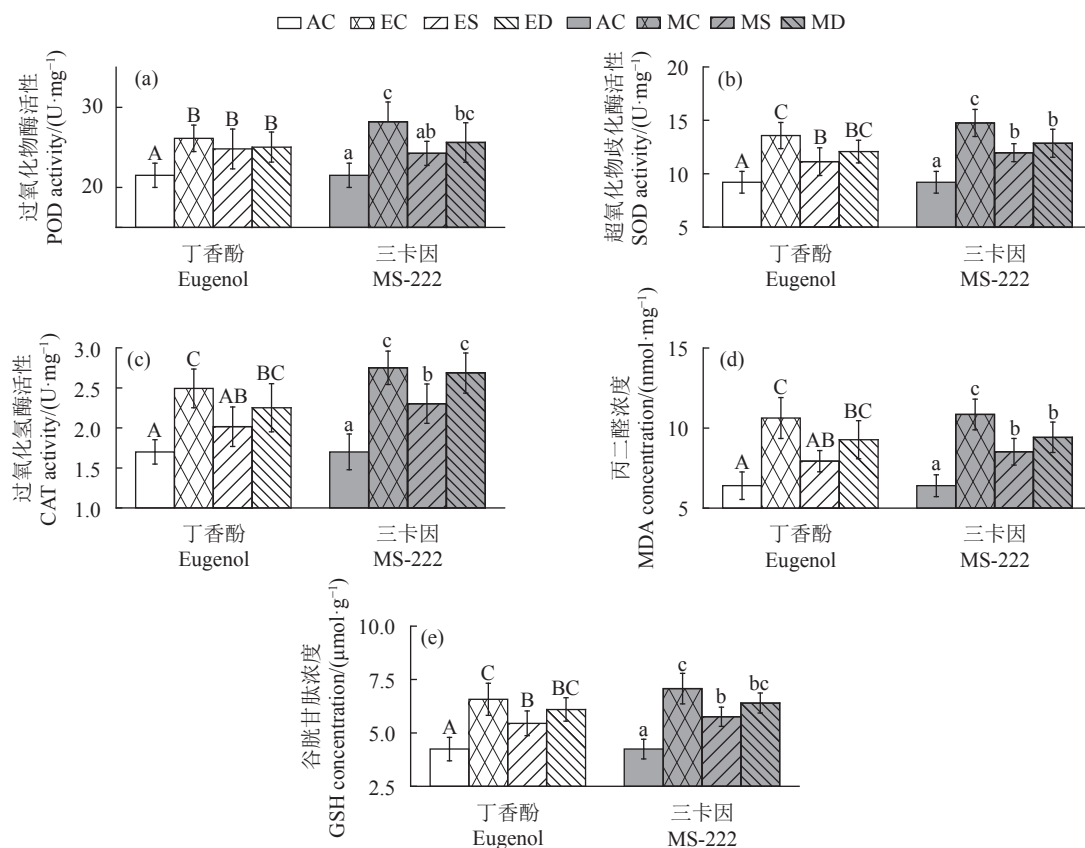 AC EC ES ED AC MC MS MD
过氧化物酶活性/(U·mg⁻¹)
POD activity/(U·mg⁻¹)
(a)
30
20
A B B B a c ab bc
丁香酚 三卡因
Eugenol MS-222
超氧化物歧化酶活性
SOD activity/(U·mg⁻¹)
(b)
20
15
10
5
A C B BC a c b b
丁香酚 三卡因
Eugenol MS-222
过氧化氢酶活性
CAT activity/(U·mg⁻¹)
(c)
3.0
2.5
2.0
1.5
1.0
A C AB BC a c b c
丁香酚 三卡因
Eugenol MS-222
丙二醛浓度
MDA concentration/(nmol·mg⁻¹)
(d)
15
10
5
A C AB BC a c b b
丁香酚 三卡因
Eugenol MS-222
谷胱甘肽浓度
GSH concentration/(μmol·g⁻¹)
(e)
10.0
7.5
5.0
2.5
A C B BC a c b bc
丁香酚 三卡因
Eugenol MS-222